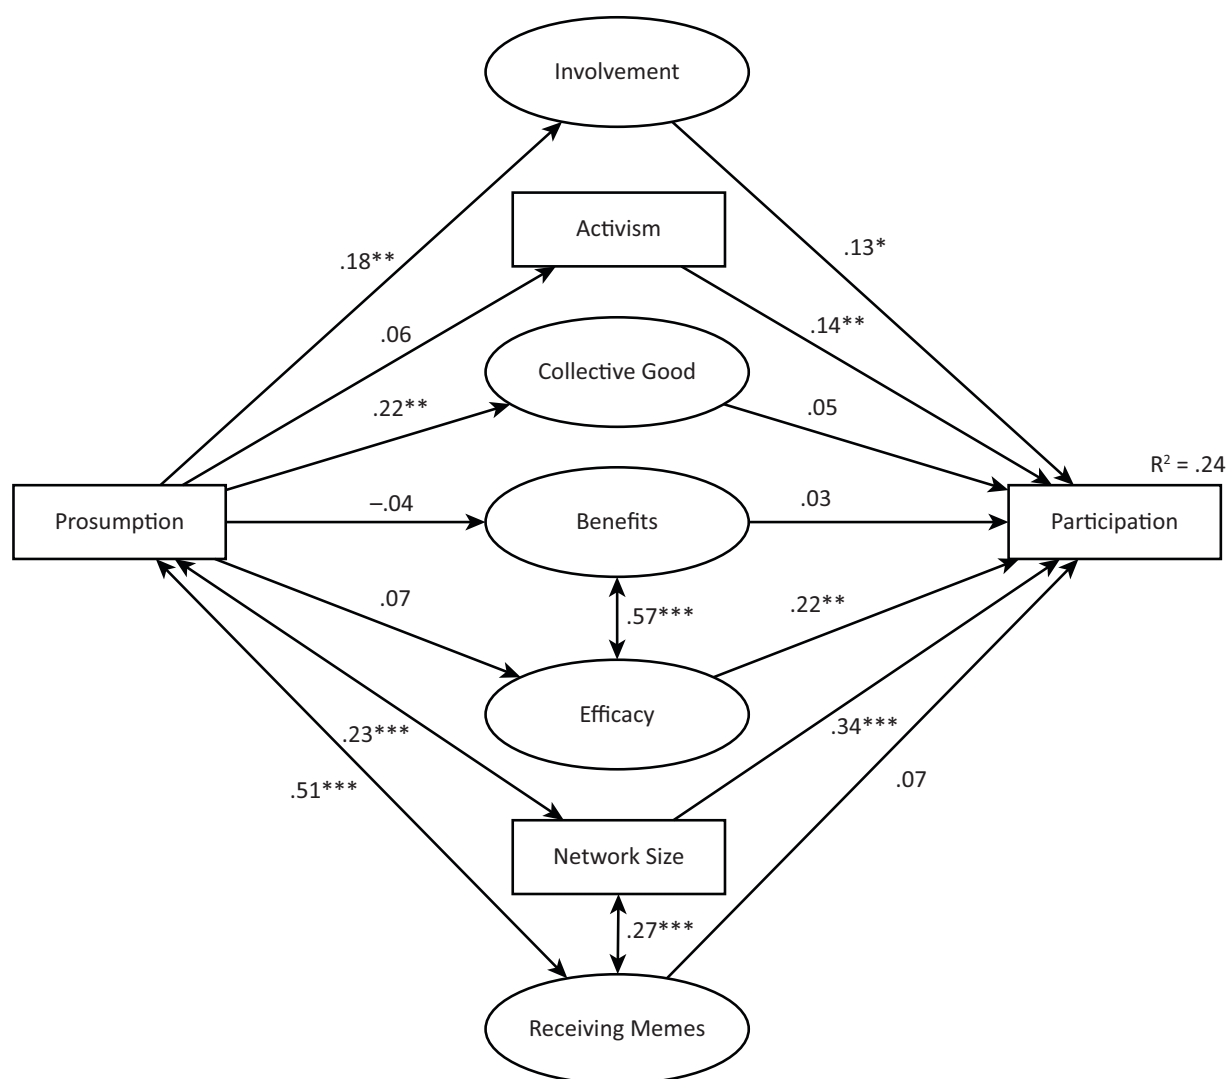 Involvement
Activism
.18**
.13*
.06
.14**
Collective Good
.22**
.05
R² = .24
Prosumption
–.04
Benefits
.03
Participation
.07
.57***
.22**
Efficacy
.23***
.34***
.51***
.07
Network Size
.27***
Receiving Memes